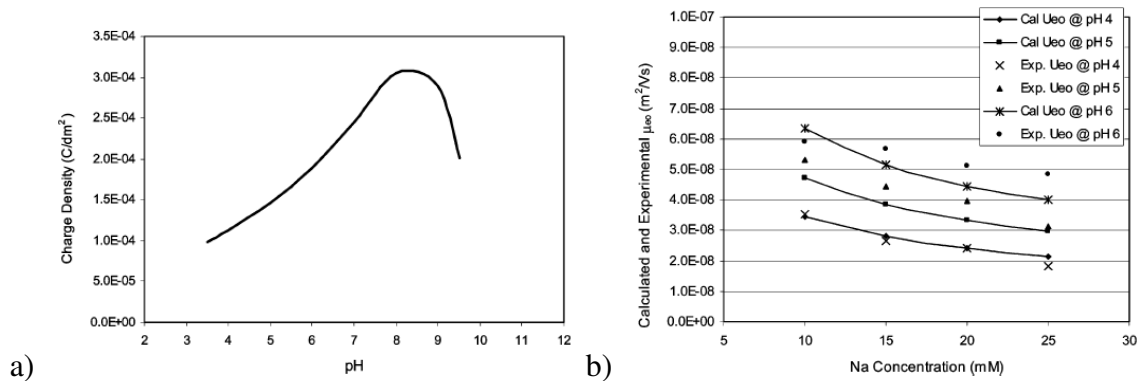 a)
Charge Density (C/dm²)
3.5E-04
3.0E-04
2.5E-04
2.0E-04
1.5E-04
1.0E-04
5.0E-05
0.0E+00
2 3 4 5 6 7 8 9 10 11 12
pH
b)
Calculated and Experimental μeo (m²/Vs)
1.0E-07
9.0E-08
8.0E-08
7.0E-08
6.0E-08
5.0E-08
4.0E-08
3.0E-08
2.0E-08
1.0E-08
0.0E+00
5 10 15 20 25 30
Na Concentration (mM)
Cal Ueo @ pH 4
Cal Ueo @ pH 5
Exp. Ueo @ pH 4
Exp. Ueo @ pH 5
Cal Ueo @ pH 6
Exp. Ueo @ pH 6